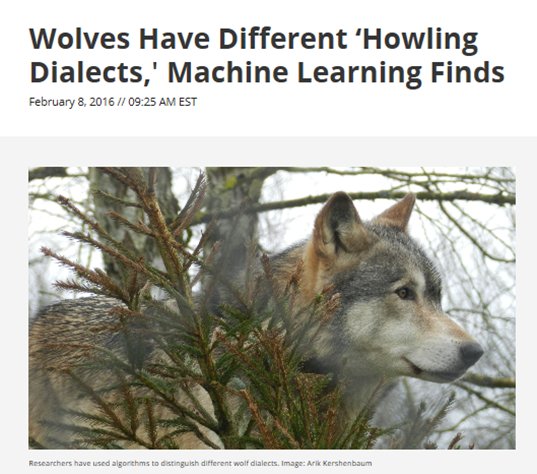 Wolves Have Different ‘Howling
Dialects,' Machine Learning Finds
February 8, 2016 // 09:25 AM EST
Researchers have used algorithms to distinguish different wolf dialects. Image: Arik Kershenbaum